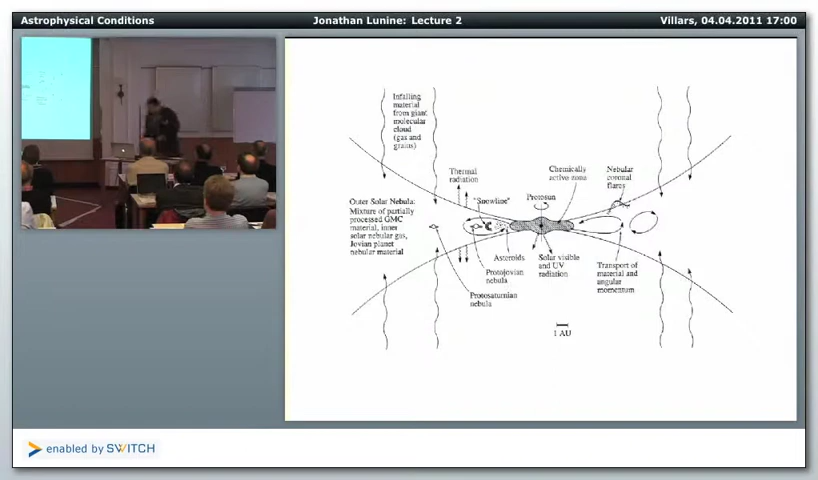 Astrophysical Conditions
Jonathan Lunine: Lecture 2
Villars, 04.04.2011 17:00
Infalling
material
from giant
molecular
cloud
(gas and
grains)
Thermal
radiation
"Snowline"
Chemically
active zone
Protosun
Nebular
coronal
flares
Outer Solar Nebula:
Mixture of partially
processed GMC
material, inner
solar nebular gas,
Jovian planet
nebular material
Asteroids
Protojovian
nebula
Protosaturnian
nebula
Solar visible
and UV
radiation
Transport of
material and
angular
momentum
1 AU
enabled by SWITCH